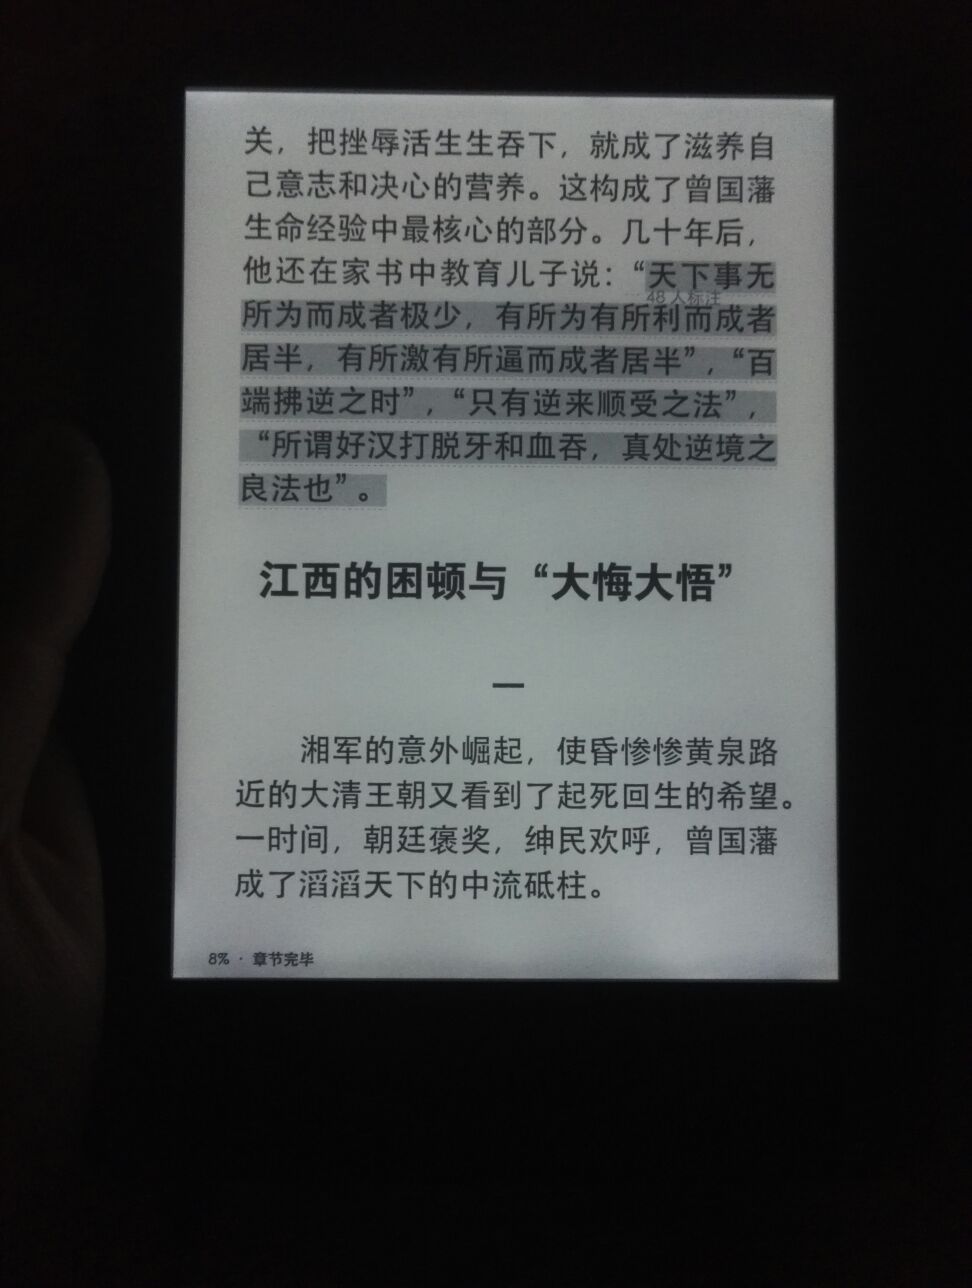 关，把挫辱活生生吞下，就成了滋养自
己意志和决心的营养。这构成了曾国藩
生命经验中最核心的部分。几十年后，
他还在家书中教育儿子说：“天下事无
48 人标注
所为而成者极少，有所为有所利而成者
居半，有所激有所逼而成者居半”，“百
端拂逆之时”，“只有逆来顺受之法”，
“所谓好汉打脱牙和血吞，真处逆境之
良法也”。
江西的困顿与“大悔大悟”
一
湘军的意外崛起，使昏惨惨黄泉路
近的大清王朝又看到了起死回生的希望。
一时间，朝廷褒奖，绅民欢呼，曾国藩
成了滔滔天下的中流砥柱。
8% · 章节完毕